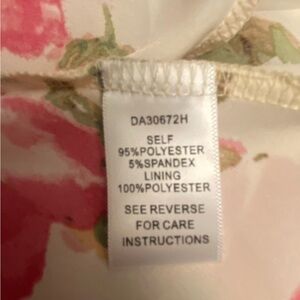 DA30672H
SELF
95%POLYESTER
5%SPANDEX
LINING
100%POLYESTER
SEE REVERSE
FOR CARE
INSTRUCTIONS